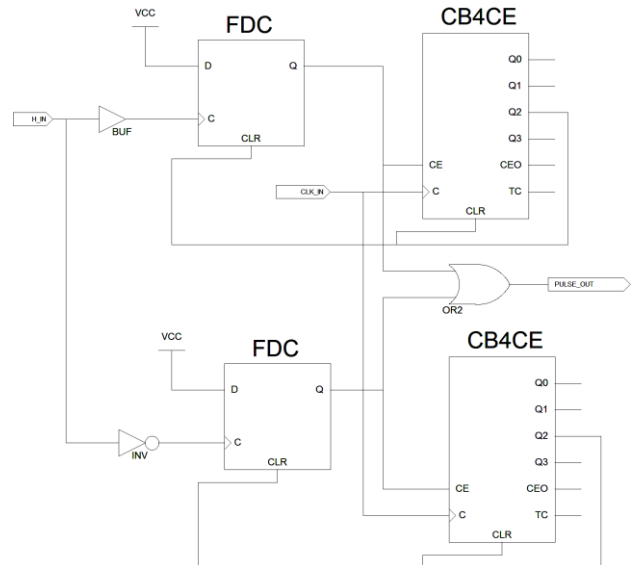 VCC
FDC
CB4CE
D
Q
C
CLR
H_IN
BUF
Q0
Q1
Q2
Q3
CE
CEO
CLK_IN
C
TC
CLR
PULSE_OUT
OR2
VCC
FDC
CB4CE
D
Q
C
CLR
INV
Q0
Q1
Q2
Q3
CE
CEO
C
TC
CLR